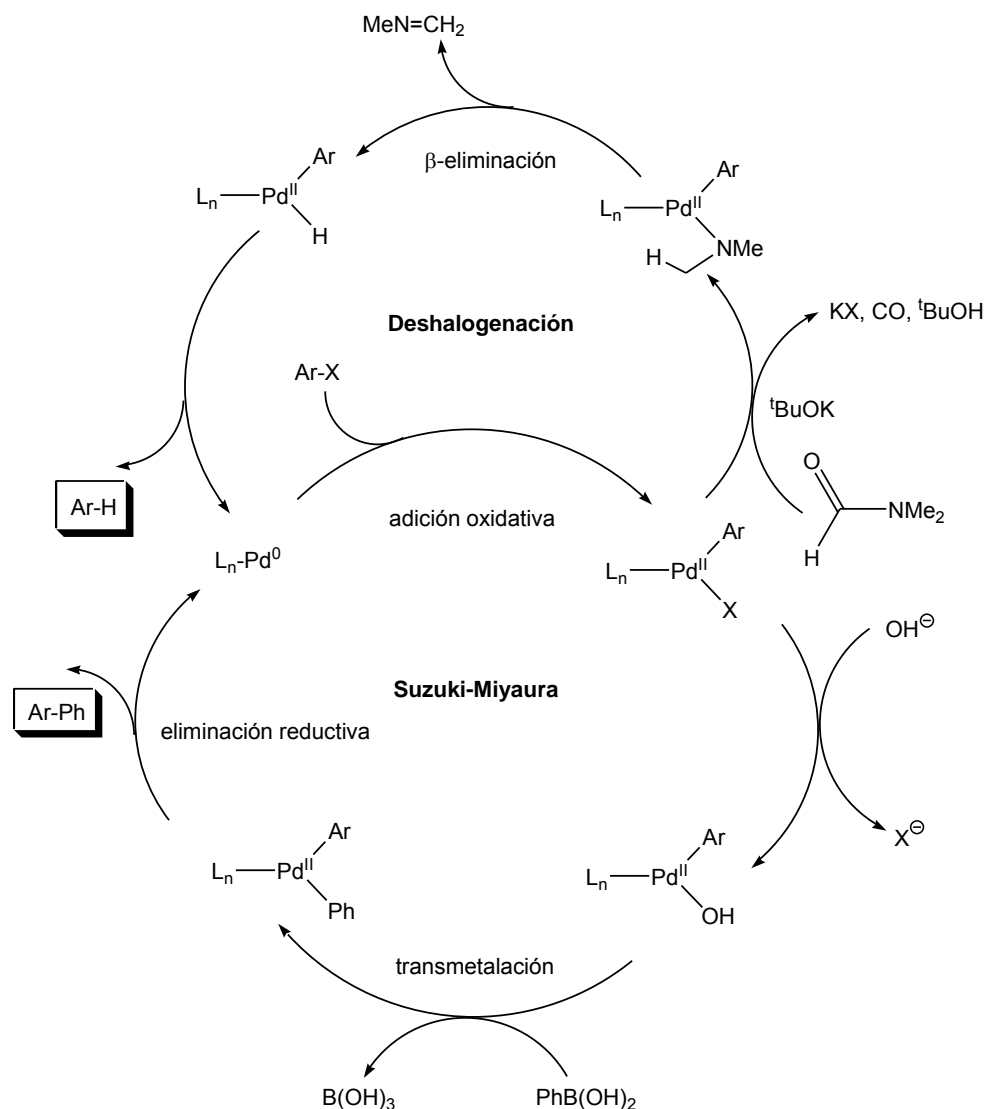 MeN=CH₂
β-eliminación
Ar
Lₙ
Pdᴵᴵ
H
Ar
Lₙ
Pdᴵᴵ
NMe
H
Deshalogenación
KX, CO, ᵗBuOH
Ar-X
ᵗBuOK
O
NMe₂
H
Ar-H
adición oxidativa
Lₙ-Pd⁰
Ar
Lₙ
Pdᴵᴵ
X
OH⊖
Suzuki-Miyaura
Ar-Ph
eliminación reductiva
X⊖
Ar
Lₙ
Pdᴵᴵ
Ph
Ar
Lₙ
Pdᴵᴵ
OH
transmetalación
B(OH)₃
PhB(OH)₂